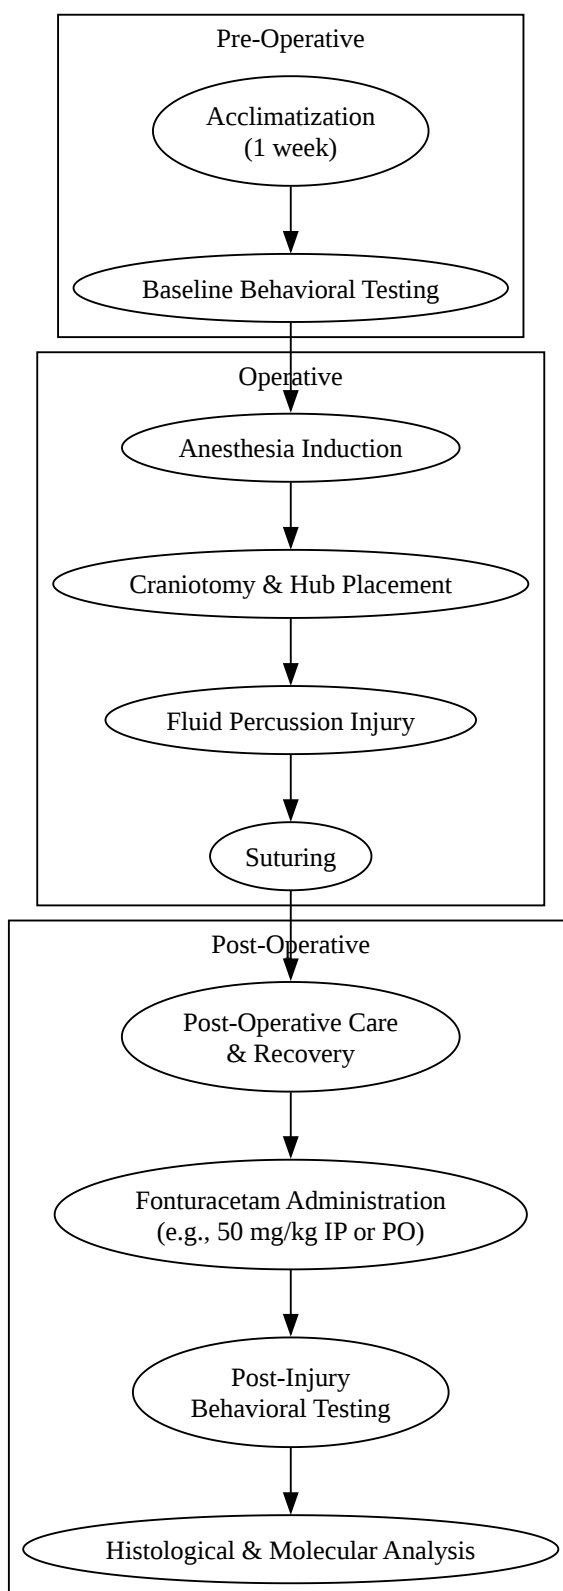 Pre-Operative
Acclimatization
(1 week)
Baseline Behavioral Testing
Operative
Anesthesia Induction
Craniotomy & Hub Placement
Fluid Percussion Injury
Suturing
Post-Operative
Post-Operative Care
& Recovery
Fonturacetam Administration
(e.g., 50 mg/kg IP or PO)
Post-Injury
Behavioral Testing
Histological & Molecular Analysis